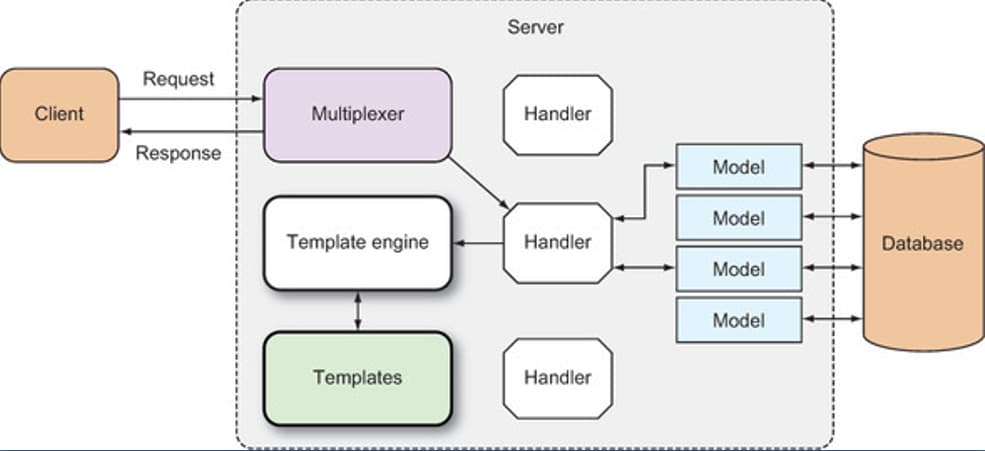 Server
Request
Client
Multiplexer
Handler
Response
Model
Model
Template engine
Handler
Database
Model
Model
Templates
Handler